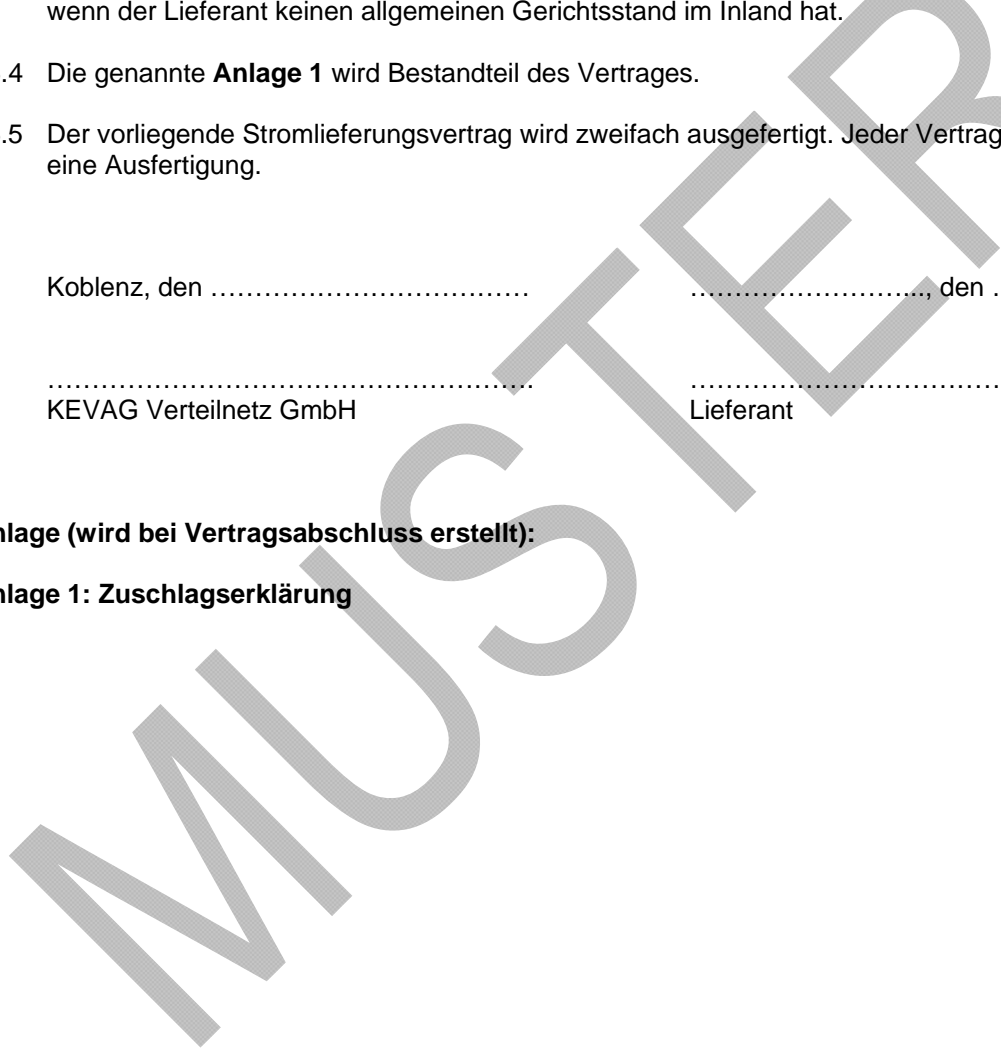 wenn der Lieferant keinen allgemeinen Gerichtsstand im Inland hat.
.4 Die genannte Anlage 1 wird Bestandteil des Vertrages.
.5 Der vorliegende Stromlieferungsvertrag wird zweifach ausgefertigt. Jeder Vertrag
eine Ausfertigung.
Koblenz, den ……………………………… ……………………..., den …
………………………………………………. ………………………………
KEVAG Verteilnetz GmbH Lieferant
nlage (wird bei Vertragsabschluss erstellt):
nlage 1: Zuschlagserklärung
MUSTER